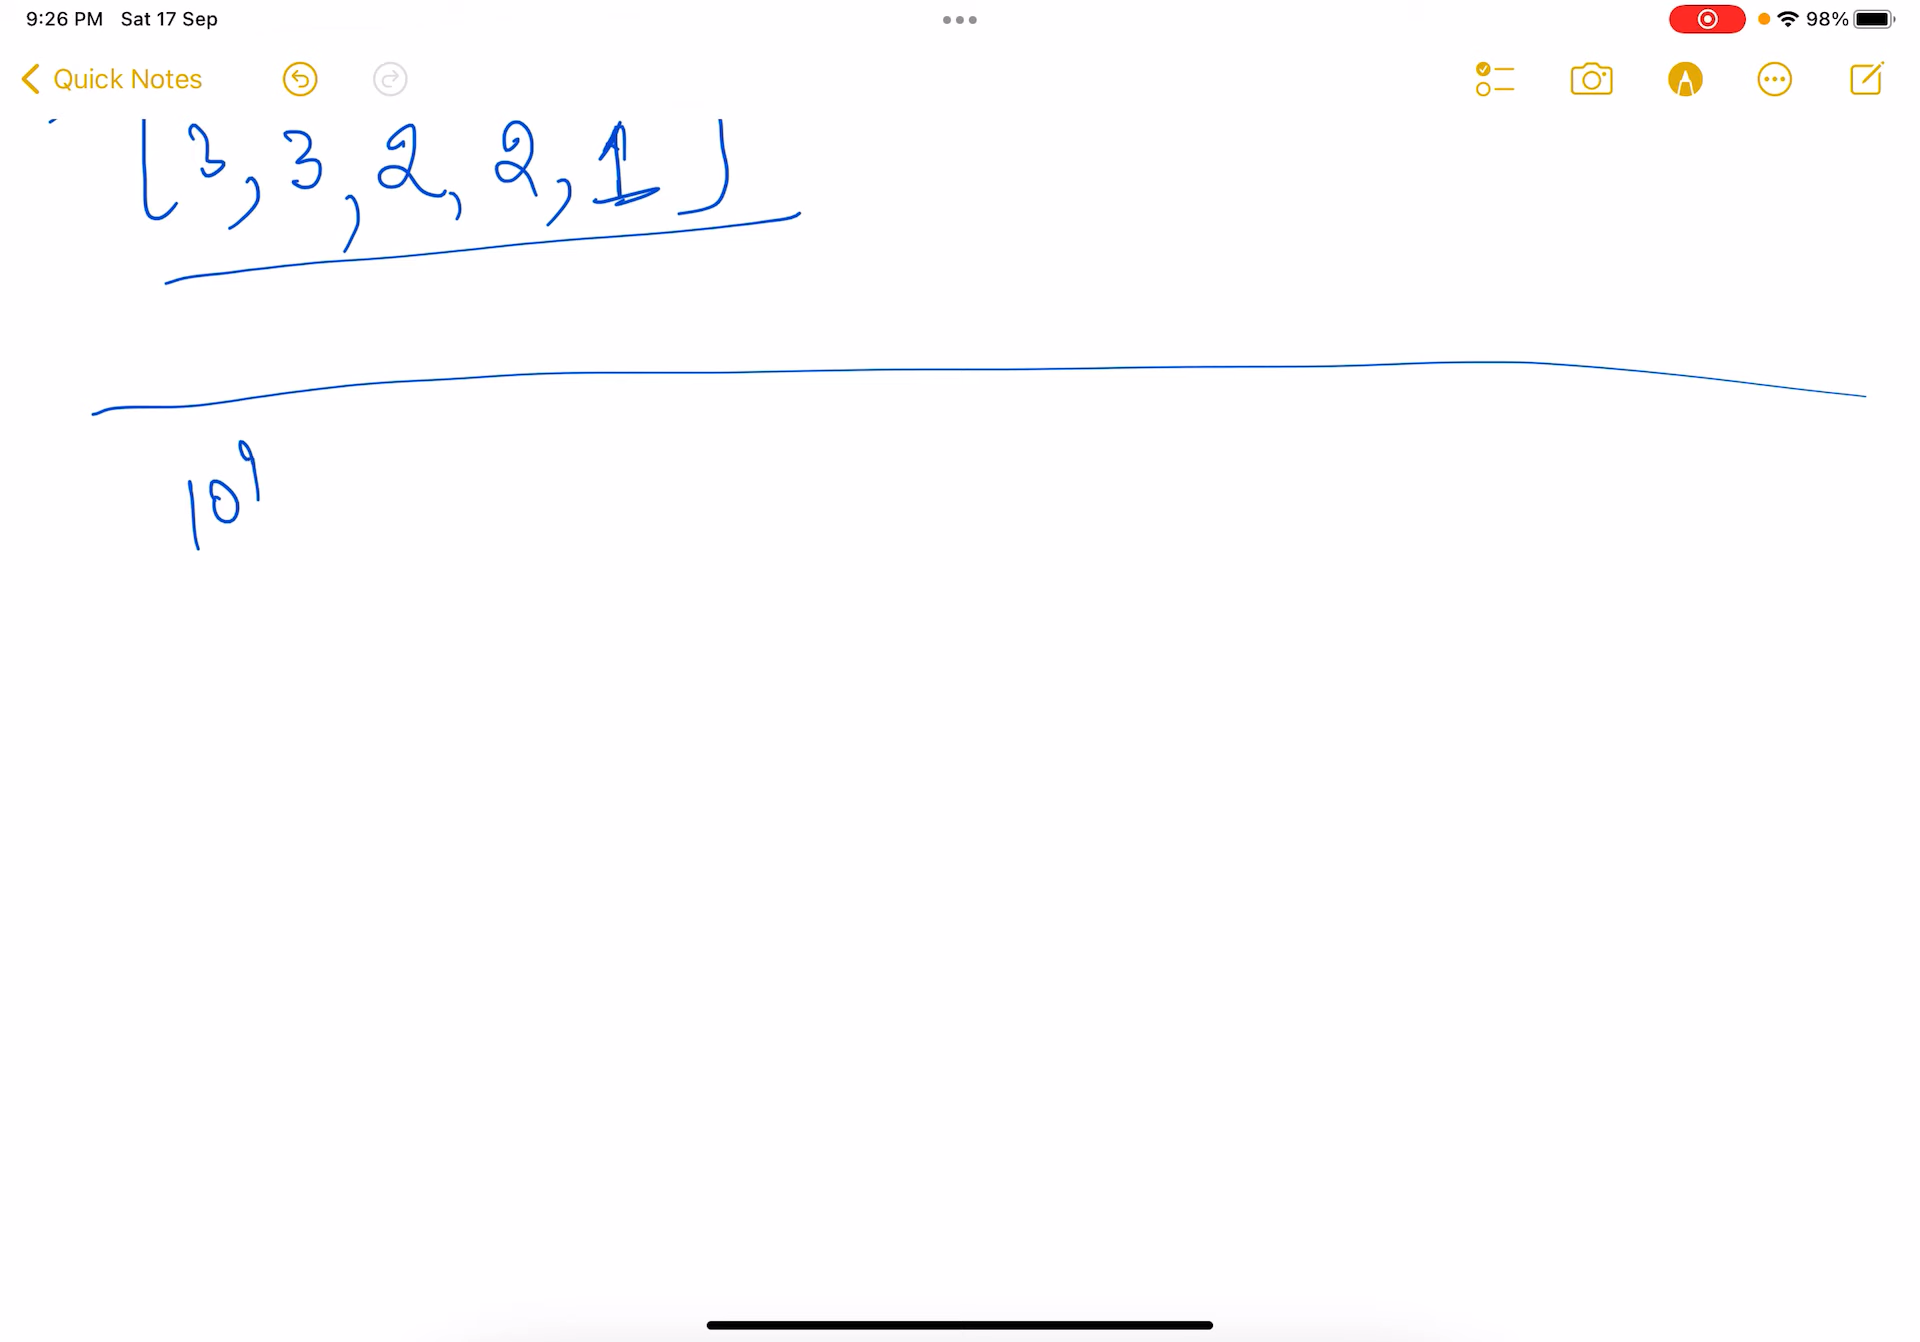 9:26 PM Sat 17 Sep 98%
Quick Notes
[3, 3, 2, 2, 1]
10⁹